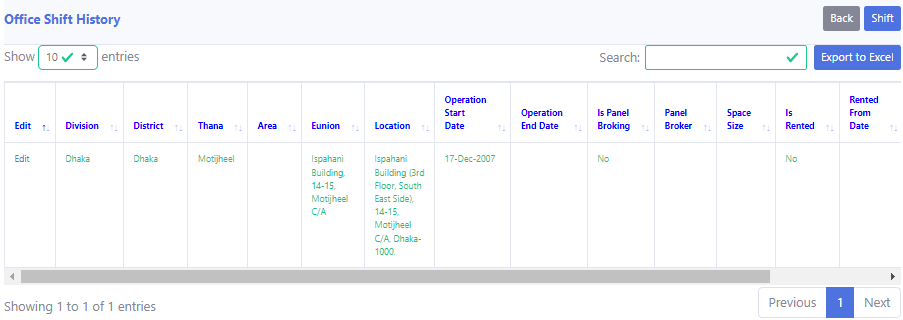 Office Shift History
Back
Shift
Show 10 entries
Search:
Export to Excel
Edit
Division
District
Thana
Area
Eunion
Location
Operation
Start
Date
Operation
End Date
Is Panel
Broking
Panel
Broker
Space
Size
Is
Rented
Rented
From
Date
Edit
Dhaka
Dhaka
Motijheel
Ispahani
Building,
14-15,
Motijheel
C/A
Ispahani
Building (3rd
Floor, South
East Side),
14-15,
Motijheel
C/A, Dhaka-
1000.
17-Dec-2007
No
No
Showing 1 to 1 of 1 entries
Previous
1
Next